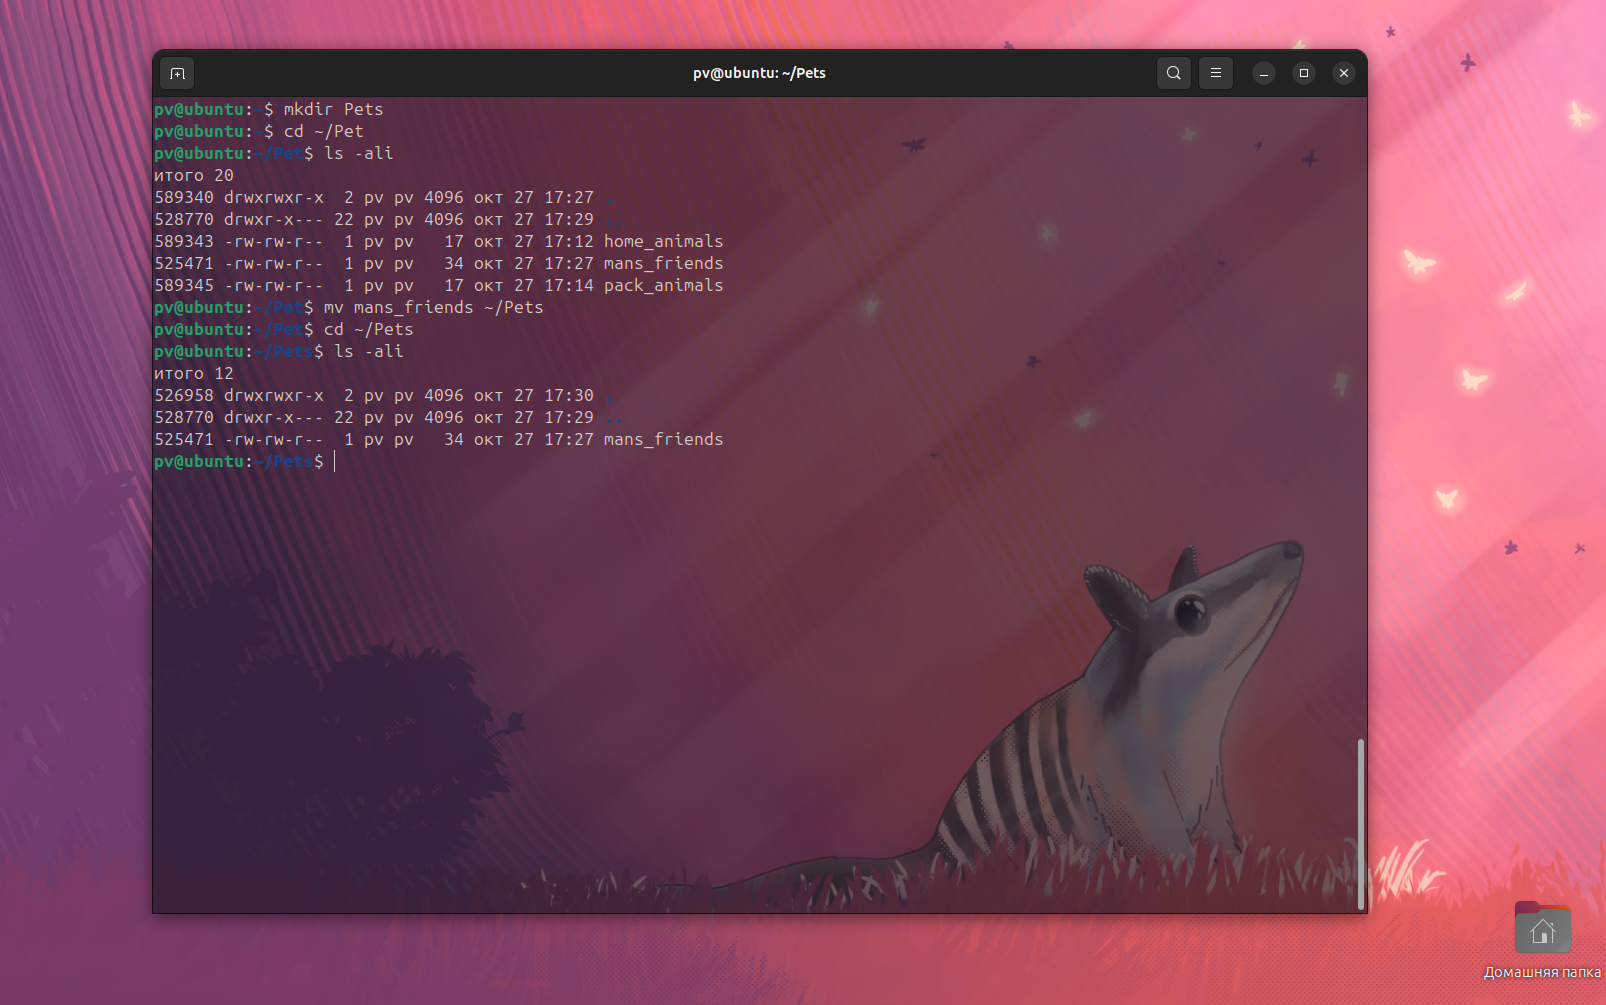 pv@ubuntu: ~/Pets
pv@ubuntu:~$ mkdir Pets
pv@ubuntu:~$ cd ~/Pet
pv@ubuntu:~/Pet$ ls -ali
итого 20
589340 drwxrwxr-x  2 pv pv 4096 окт 27 17:27 .
528770 drwxr-x--- 22 pv pv 4096 окт 27 17:29 ..
589343 -rw-rw-r--  1 pv pv   17 окт 27 17:12 home_animals
525471 -rw-rw-r--  1 pv pv   34 окт 27 17:27 mans_friends
589345 -rw-rw-r--  1 pv pv   17 окт 27 17:14 pack_animals
pv@ubuntu:~/Pet$ mv mans_friends ~/Pets
pv@ubuntu:~/Pet$ cd ~/Pets
pv@ubuntu:~/Pets$ ls -ali
итого 12
526958 drwxrwxr-x  2 pv pv 4096 окт 27 17:30 .
528770 drwxr-x--- 22 pv pv 4096 окт 27 17:29 ..
525471 -rw-rw-r--  1 pv pv   34 окт 27 17:27 mans_friends
pv@ubuntu:~/Pets$
Домашняя папка